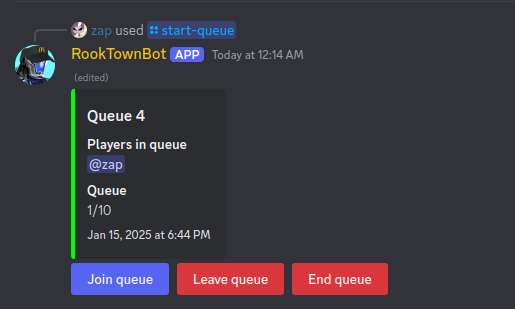 zap used start-queue
RookTownBot APP Today at 12:14 AM
(edited)
Queue 4
Players in queue
@zap
Queue
1/10
Jan 15, 2025 at 6:44 PM
Join queue Leave queue End queue